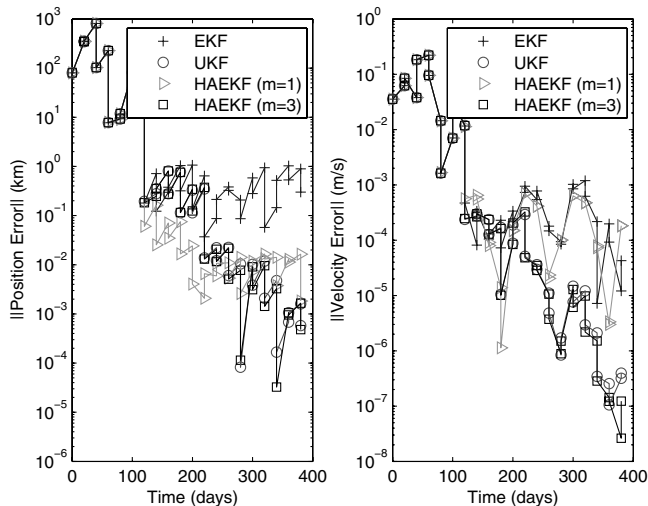 10^3
10^2
10^1
10^0
10^-1
10^-2
10^-3
10^-4
10^-5
10^-6
||Position Error|| (km)
0 100 200 300 400
Time (days)
EKF
UKF
HAEKF (m=1)
HAEKF (m=3)
10^1
10^0
10^-1
10^-2
10^-3
10^-4
10^-5
10^-6
10^-7
10^-8
||Velocity Error|| (m/s)
0 100 200 300 400
Time (days)
EKF
UKF
HAEKF (m=1)
HAEKF (m=3)